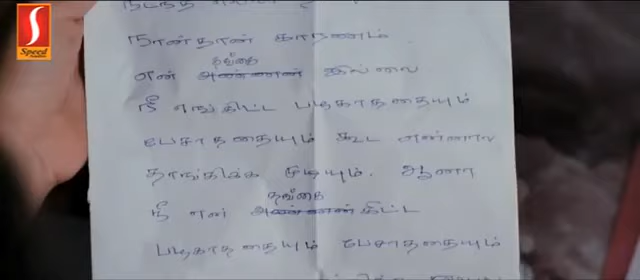 S
Speed
நான்தான் காரணம்
தங்கை
என் அண்ணன் இல்லை
நீ என்கிட்ட பழகாததையும்
பேசாததையும் கூட என்னால
தாங்கிக்க முடியும். ஆனா
தங்கை
நீ என் அண்ணன்கிட்ட
பழகாததையும் பேசாததையும்